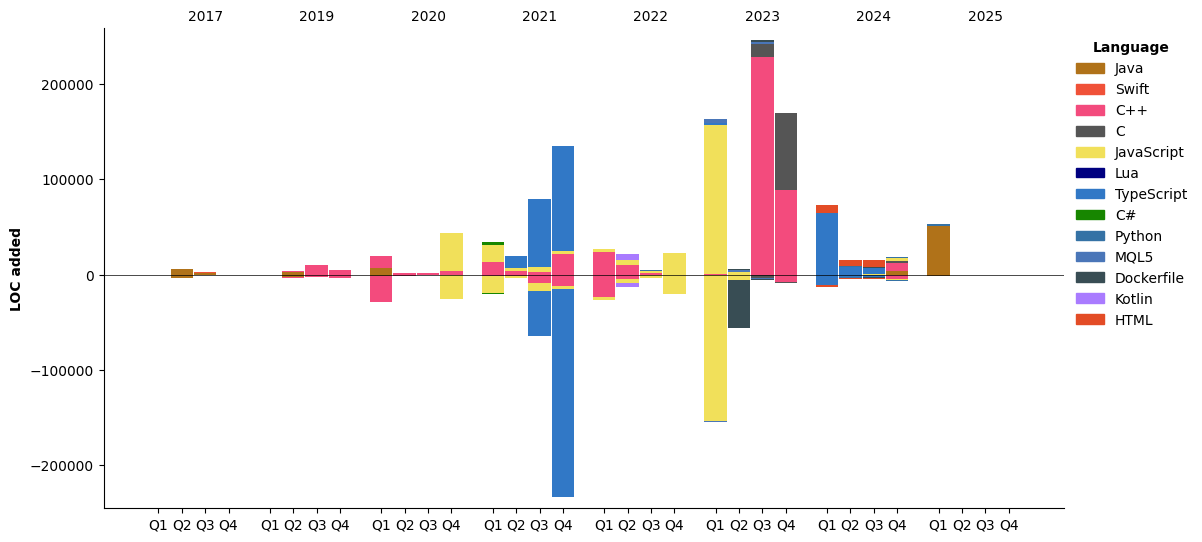 2017 2019 2020 2021 2022 2023 2024 2025
LOC added
200000
100000
0
−100000
−200000
Q1 Q2 Q3 Q4 Q1 Q2 Q3 Q4 Q1 Q2 Q3 Q4 Q1 Q2 Q3 Q4 Q1 Q2 Q3 Q4 Q1 Q2 Q3 Q4 Q1 Q2 Q3 Q4 Q1 Q2 Q3 Q4
Language
Java
Swift
C++
C
JavaScript
Lua
TypeScript
C#
Python
MQL5
Dockerfile
Kotlin
HTML